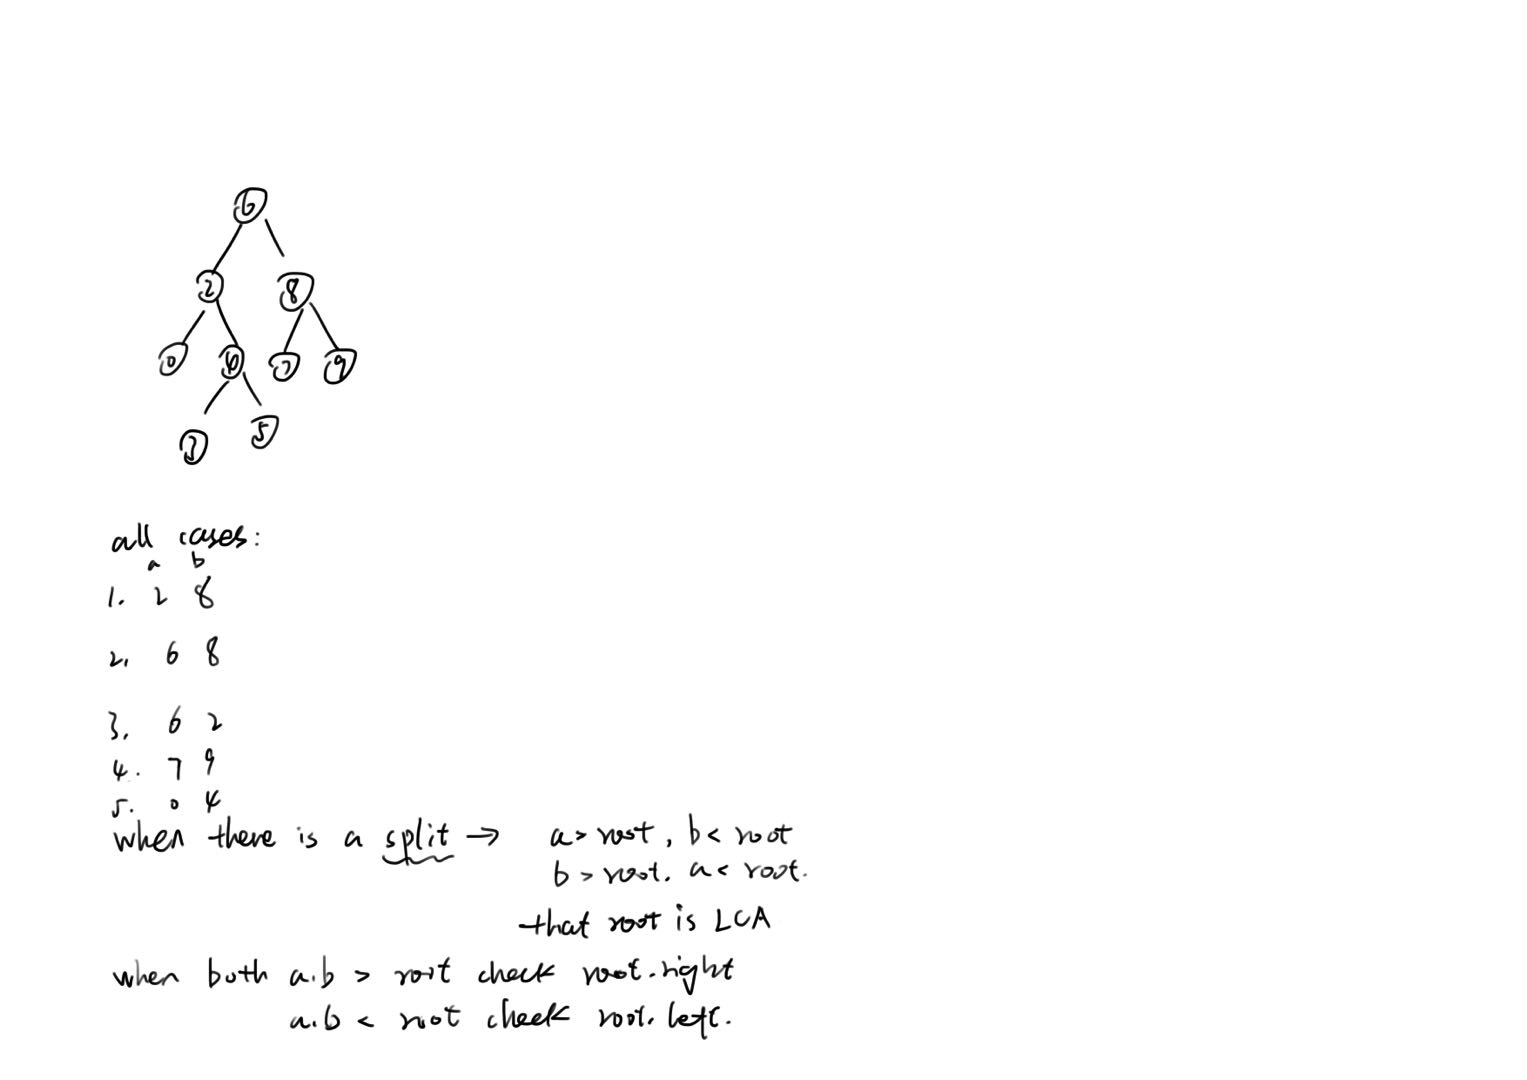 6
2 8
0 4 7 9
3 5
all cases:
a b
1. 2 8
2. 6 8
3. 6 2
4. 7 9
5. 0 4
when there is a split → a > root, b < root
b > root. a < root.
that root is LCA
when both a.b > root check root.right
a.b < root check root.left.